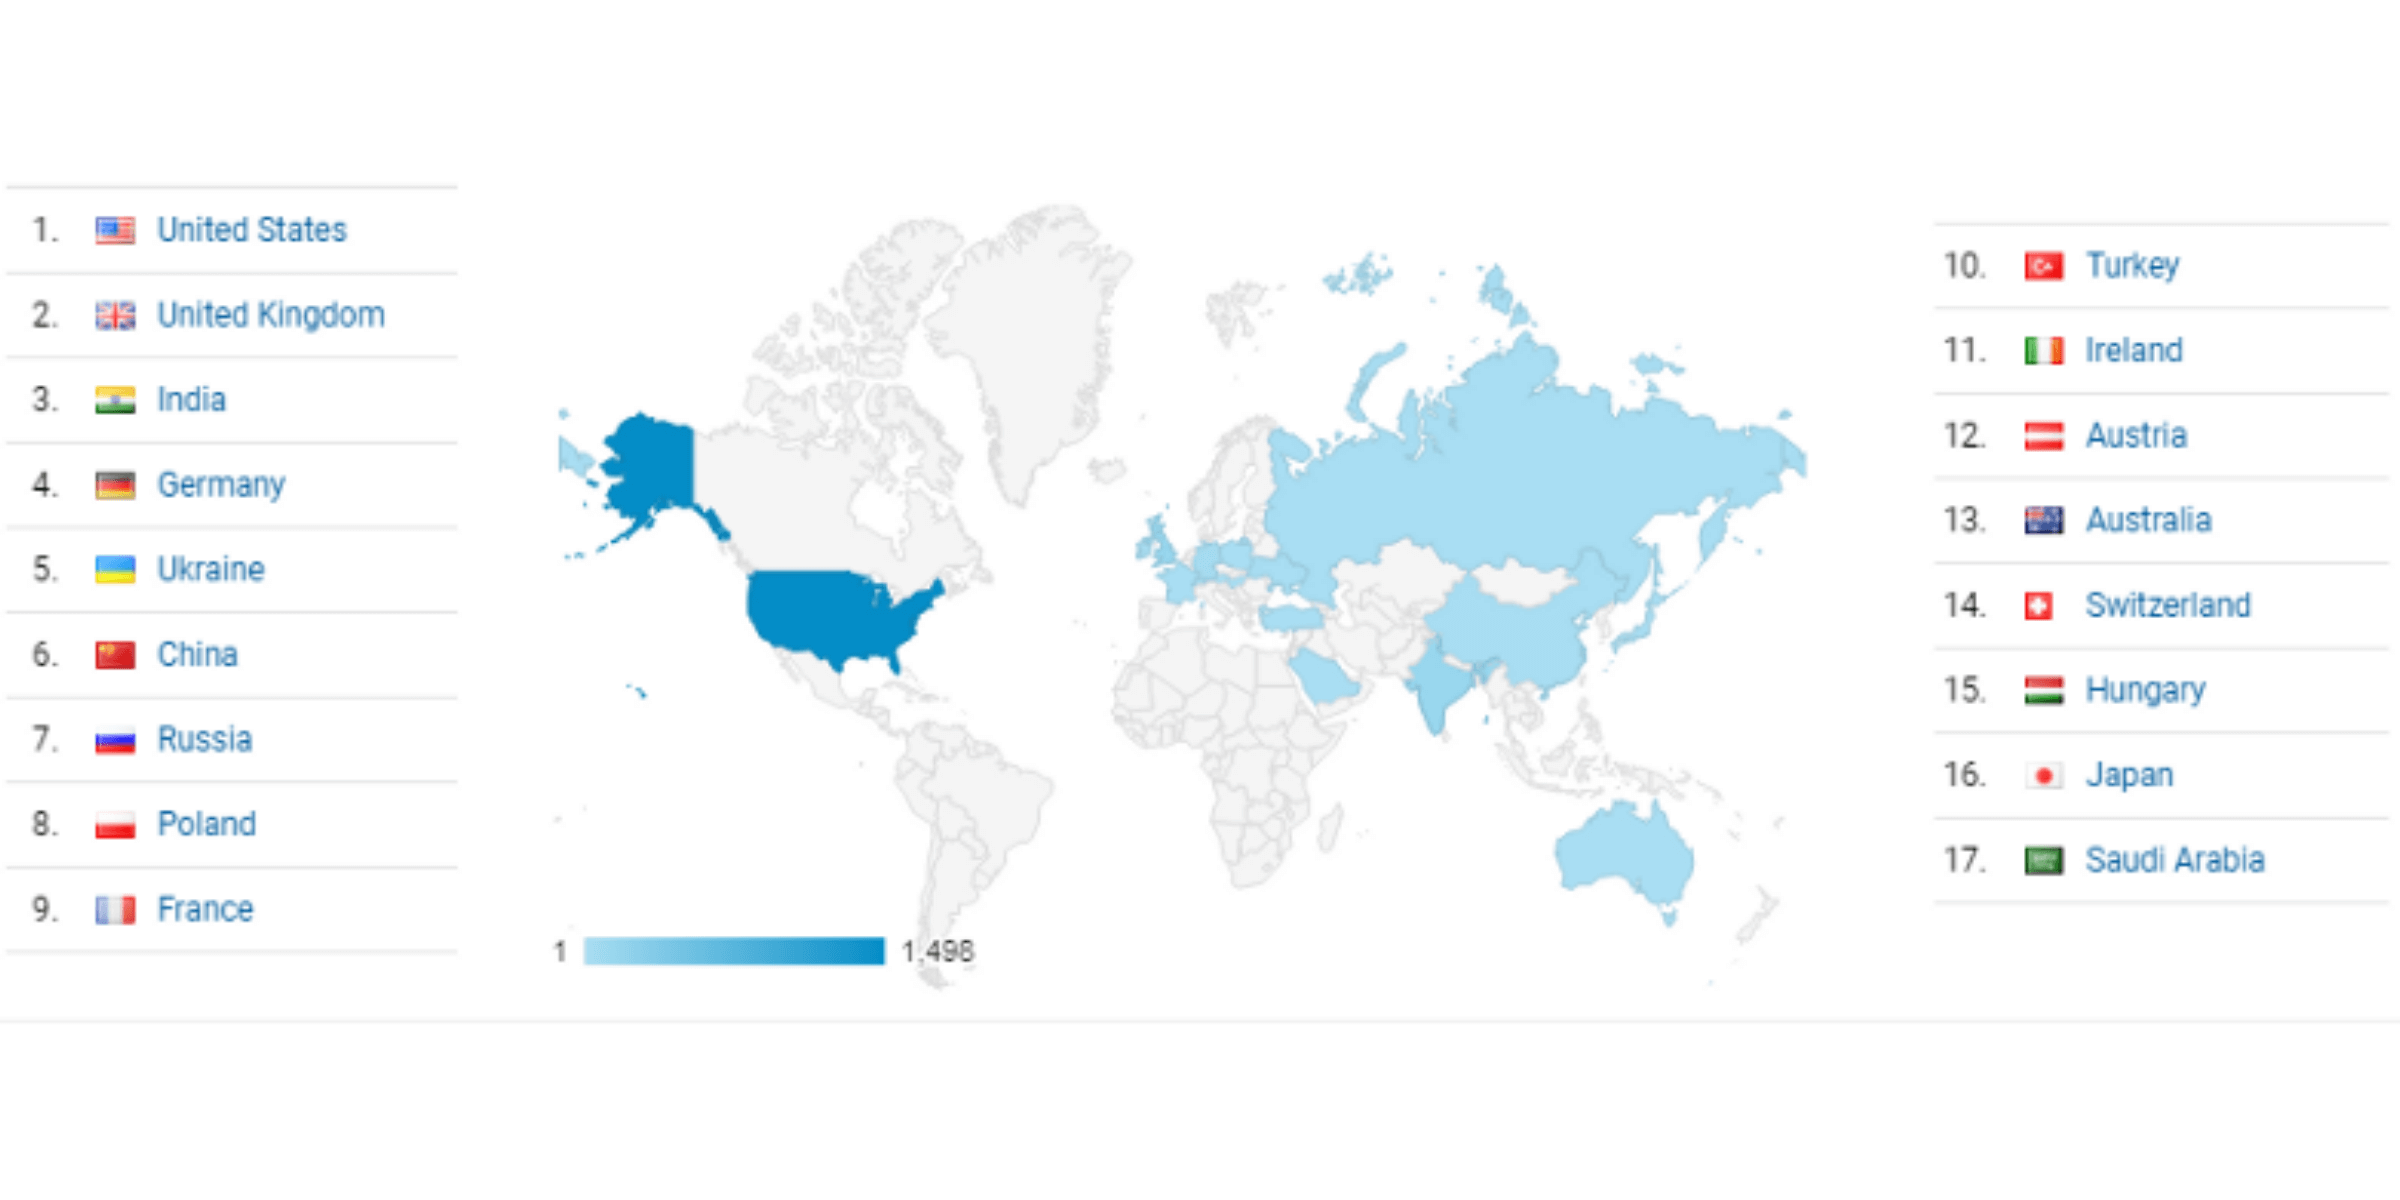 1. United States
2. United Kingdom
3. India
4. Germany
5. Ukraine
6. China
7. Russia
8. Poland
9. France
1 1,498
10. Turkey
11. Ireland
12. Austria
13. Australia
14. Switzerland
15. Hungary
16. Japan
17. Saudi Arabia